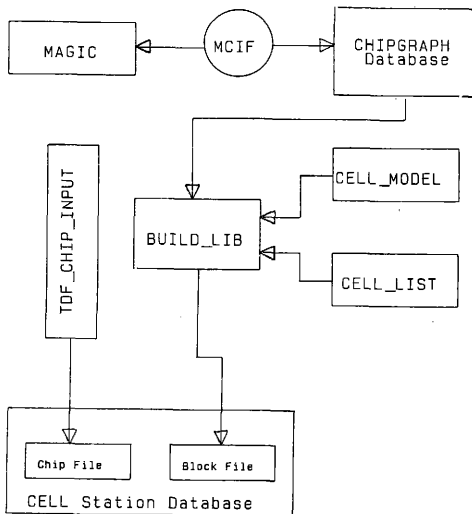 MAGIC
MCIF
CHIPGRAPH
Database
TDF_CHIP_INPUT
CELL_MODEL
BUILD_LIB
CELL_LIST
Chip File
Block File
CELL Station Database